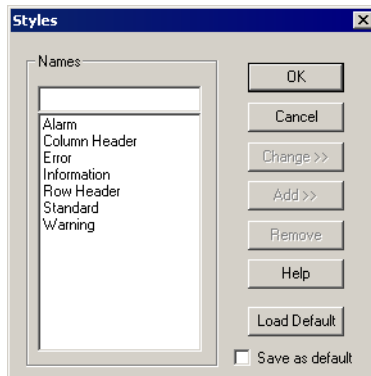 Styles
Names
Alarm
Column Header
Error
Information
Row Header
Standard
Warning
OK
Cancel
Change >>
Add >>
Remove
Help
Load Default
Save as default